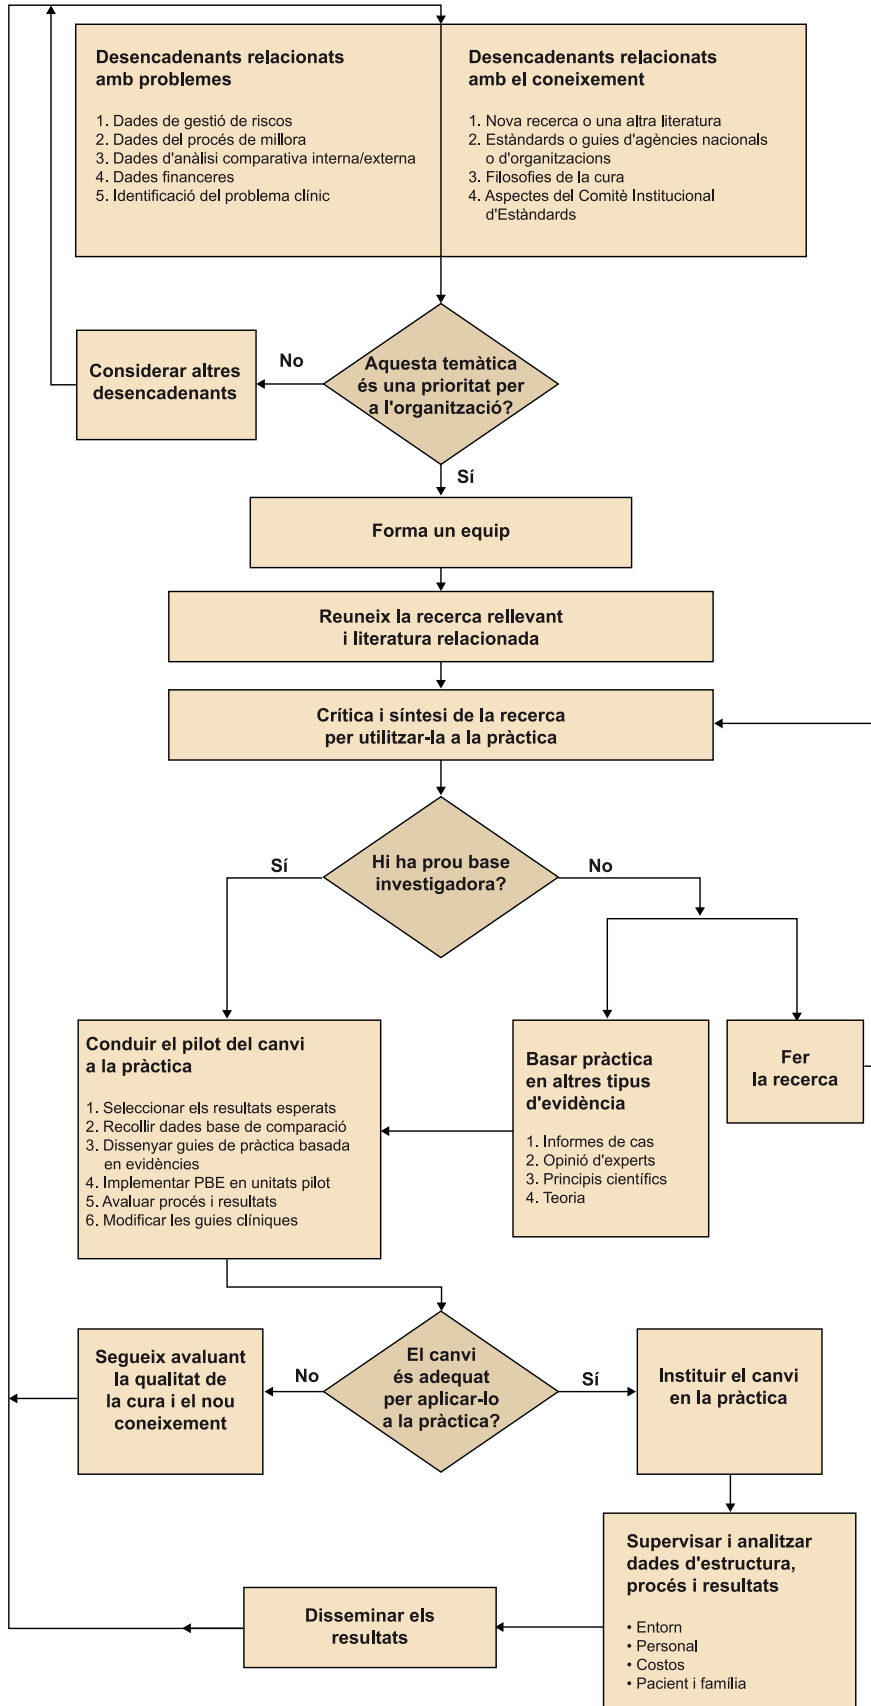 Desencadenants relacionats
amb problemes
1. Dades de gestió de riscos
2. Dades del procés de millora
3. Dades d'anàlisi comparativa interna/externa
4. Dades financeres
5. Identificació del problema clínic
Desencadenants relacionats
amb el coneixement
1. Nova recerca o una altra literatura
2. Estàndards o guies d'agències nacionals
o d'organitzacions
3. Filosofies de la cura
4. Aspectes del Comitè Institucional
d'Estàndards
Considerar altres
desencadenants
No
Aquesta temàtica
és una prioritat per
a l'organització?
Sí
Forma un equip
Reuneix la recerca rellevant
i literatura relacionada
Crítica i síntesi de la recerca
per utilitzar-la a la pràctica
Sí
Hi ha prou base
investigadora?
No
Conduir el pilot del canvi
a la pràctica
1. Seleccionar els resultats esperats
2. Recollir dades base de comparació
3. Dissenyar guies de pràctica basada
en evidències
4. Implementar PBE en unitats pilot
5. Avaluar procés i resultats
6. Modificar les guies clíniques
Basar pràctica
en altres tipus
d'evidència
1. Informes de cas
2. Opinió d'experts
3. Principis científics
4. Teoria
Fer
la recerca
Segueix avaluant
la qualitat de
la cura i el nou
coneixement
No
El canvi
és adequat
per aplicar-lo
a la pràctica?
Sí
Instituir el canvi
en la pràctica
Supervisar i analitzar
dades d'estructura,
procés i resultats
• Entorn
• Personal
• Costos
• Pacient i família
Disseminar els
resultats